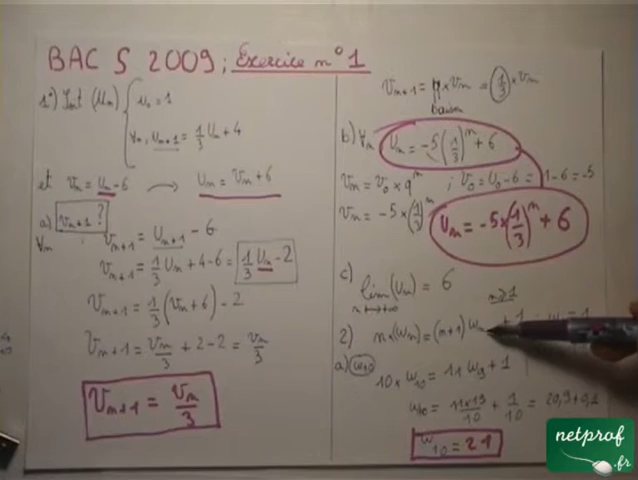 BAC S 2009; Exercice n°1
1°) Soit (Un) { u0 = 1
∀n, Un+1 = 1/3 Un + 4
et Vn = Un - 6 → Un = Vn + 6
a) Vn+1 ?
∀n Vn+1 = Un+1 - 6
Vn+1 = 1/3 Un + 4 - 6 = 1/3 Un - 2
Vn+1 = 1/3 (Vn + 6) - 2
Vn+1 = Vn/3 + 2 - 2 = Vn/3
Vn+1 = Vn/3
Vn+1 = q × Vn = (1/3) × Vn
raison
b) ∀n Un = -5 (1/3)^n + 6
Vn = V0 × q^n ; V0 = U0 - 6 = 1 - 6 = -5
Vn = -5 × (1/3)^n
Un = -5 × (1/3)^n + 6
c) lim (Un) = 6
n → +∞
n ≥ 1
2) n × (Wn) = (n+1) W + 1 ; = 1
a) W10
10 × W10 = 11 W9 + 1
W10 = 11×19/10 + 1/10 = 20,9 + 0,1
W10 = 21
netprof
.fr